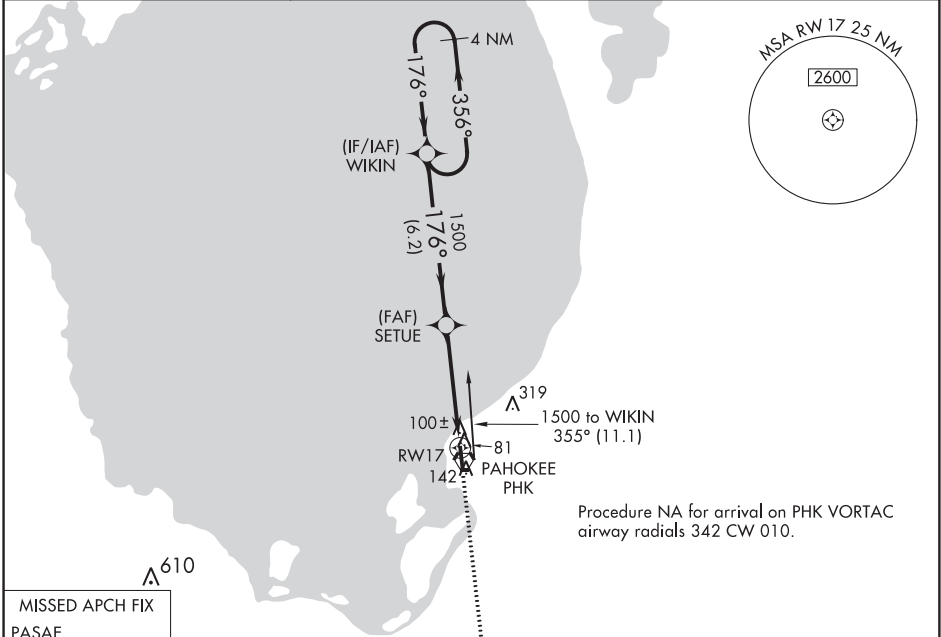 MSA RW 17 25 NM
2600
4 NM
176°
356°
(IF/IAF)
WIKIN
1500
176°
(6.2)
(FAF)
SETUE
319
100±
1500 to WIKIN
355° (11.1)
RW17
81
142
PAHOKEE
PHK
Procedure NA for arrival on PHK VORTAC
airway radials 342 CW 010.
610
MISSED APCH FIX
PASAE